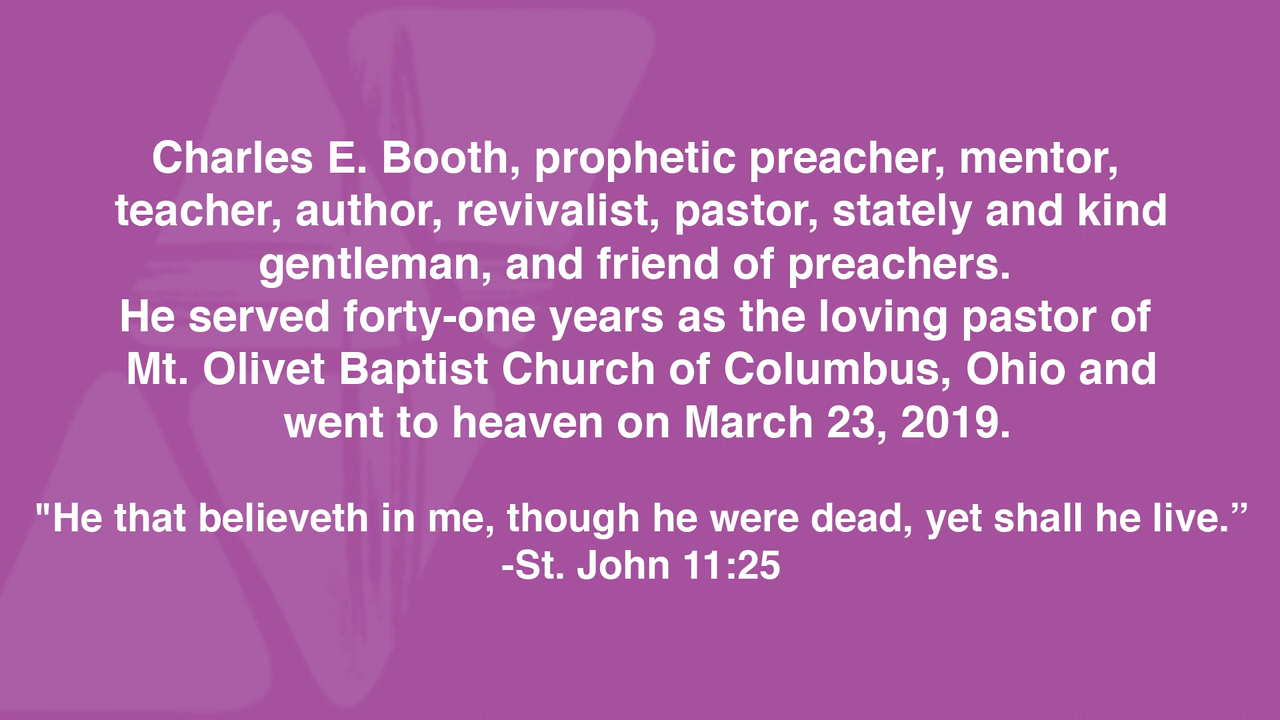 Charles E. Booth, prophetic preacher, mentor,
teacher, author, revivalist, pastor, stately and kind
gentleman, and friend of preachers.
He served forty-one years as the loving pastor of
Mt. Olivet Baptist Church of Columbus, Ohio and
went to heaven on March 23, 2019.
"He that believeth in me, though he were dead, yet shall he live.”
-St. John 11:25